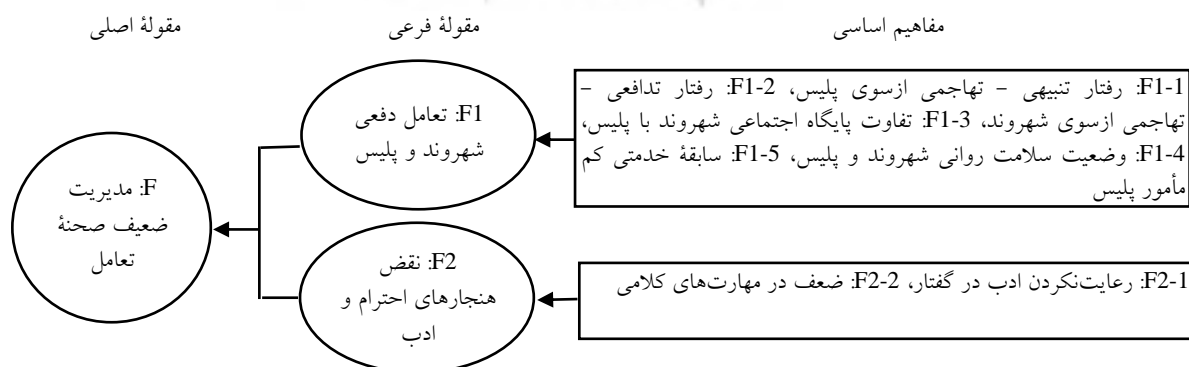 مفاهیم اساسی
مقولهٔ فرعی
مقولهٔ اصلی
F1-1: رفتار تنبیهی – تهاجمی ازسوی پلیس، F1-2: رفتار تدافعی –
تهاجمی ازسوی شهروند، F1-3: تفاوت پایگاه اجتماعی شهروند با پلیس،
F1-4: وضعیت سلامت روانی شهروند و پلیس، F1-5: سابقهٔ خدمتی کم
مأمور پلیس
F1: تعامل دفعی
شهروند و پلیس
F: مدیریت
ضعیف صحنهٔ
تعامل
F2-1: رعایت‌نکردن ادب در گفتار، F2-2: ضعف در مهارت‌های کلامی
F2: نقض
هنجارهای احترام و
ادب